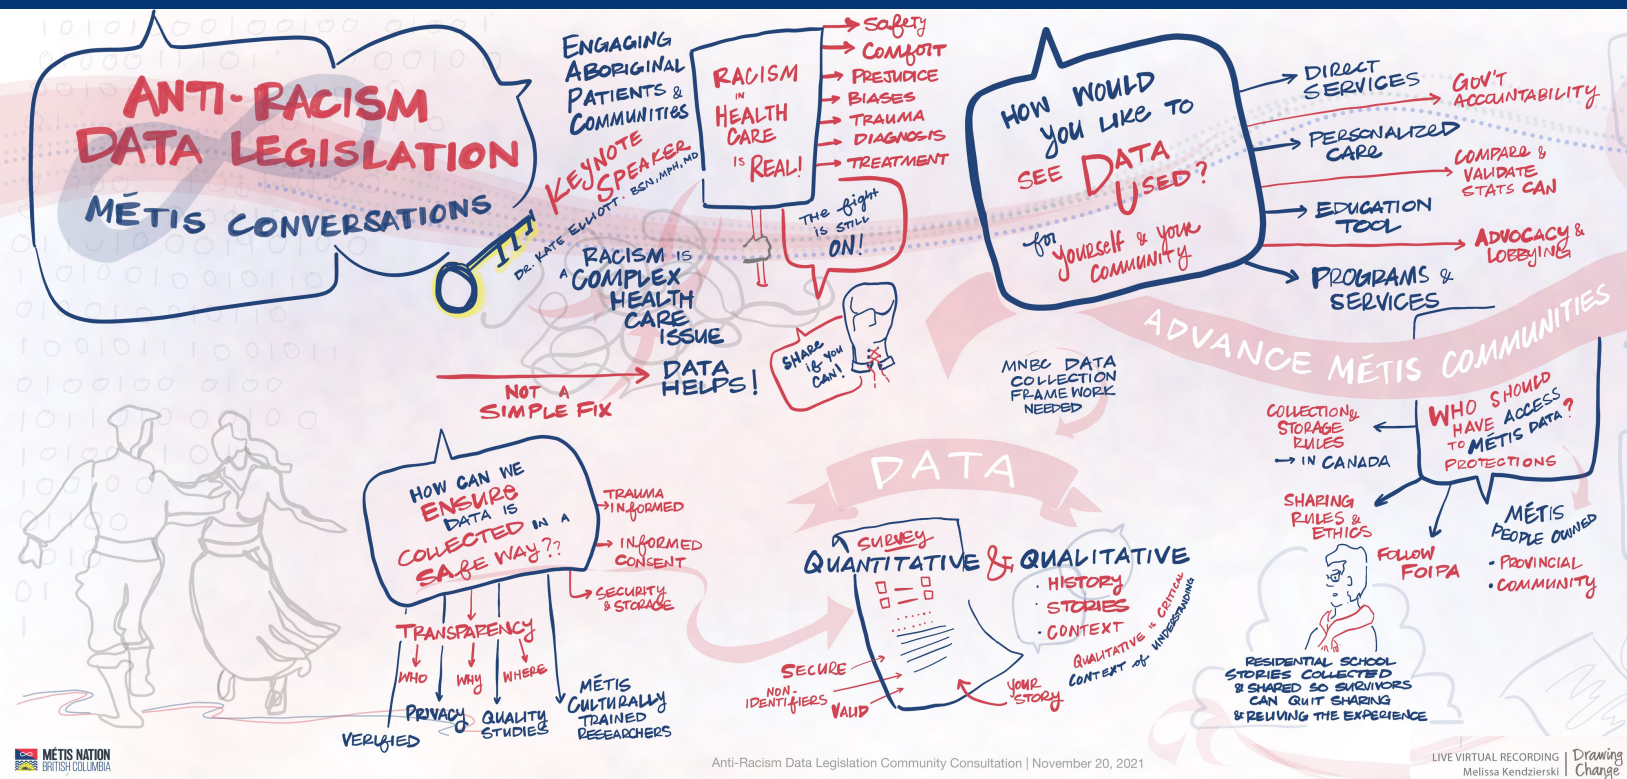 ANTI-RACISM
DATA LEGISLATION
MÉTIS CONVERSATIONS
ENGAGING
ABORIGINAL
PATIENTS &
COMMUNITIES
KEYNOTE
SPEAKER
DR. KATE ELLIOTT - BSN, MPH, MD
RACISM
IN
HEALTH
CARE
IS REAL!
SAFETY
COMFORT
PREJUDICE
BIASES
TRAUMA
DIAGNOSIS
TREATMENT
THE fight
IS STILL
ON!
RACISM IS
A COMPLEX
HEALTH
CARE
ISSUE
NOT A
SIMPLE FIX
DATA
HELPS!
SHARE
if YOU
CAN!
HOW WOULD
YOU LIKE TO
SEE DATA
USED?
for yourself & your
COMMUNITY
DIRECT
SERVICES
GOV'T
ACCOUNTABILITY
PERSONALIZED
CARE
COMPARE &
VALIDATE
STATS CAN
EDUCATION
TOOL
ADVOCACY &
LOBBYING
PROGRAMS &
SERVICES
ADVANCE MÉTIS COMMUNITIES
MNBC DATA
COLLECTION
FRAMEWORK
NEEDED
WHO SHOULD
HAVE ACCESS
TO MÉTIS DATA?
PROTECTIONS
COLLECTION &
STORAGE
RULES
→ IN CANADA
SHARING
RULES &
ETHICS
FOLLOW
FOIPA
MÉTIS
PEOPLE OWNED
• PROVINCIAL
• COMMUNITY
HOW CAN WE
ENSURE
DATA IS
COLLECTED IN A
SAFE WAY??
TRAUMA
INFORMED
INFORMED
CONSENT
SECURITY
& STORAGE
TRANSPARENCY
WHO
WHY
WHERE
VERIFIED
PRIVACY
QUALITY
STUDIES
MÉTIS
CULTURALLY
TRAINED
RESEARCHERS
DATA
SURVEY
QUANTITATIVE & QUALITATIVE
• HISTORY
• STORIES
• CONTEXT
QUALITATIVE IS CRITICAL
CONTEXT of UNDERSTANDING
SECURE
NON-
IDENTIFIERS
VALID
YOUR
STORY
RESIDENTIAL SCHOOL
STORIES COLLECTED
& SHARED SO SURVIVORS
CAN QUIT SHARING
& RELIVING THE EXPERIENCE
MÉTIS NATION
BRITISH COLUMBIA
Anti-Racism Data Legislation Community Consultation | November 20, 2021
LIVE VIRTUAL RECORDING
Melissa Kendzierski
Drawing
Change